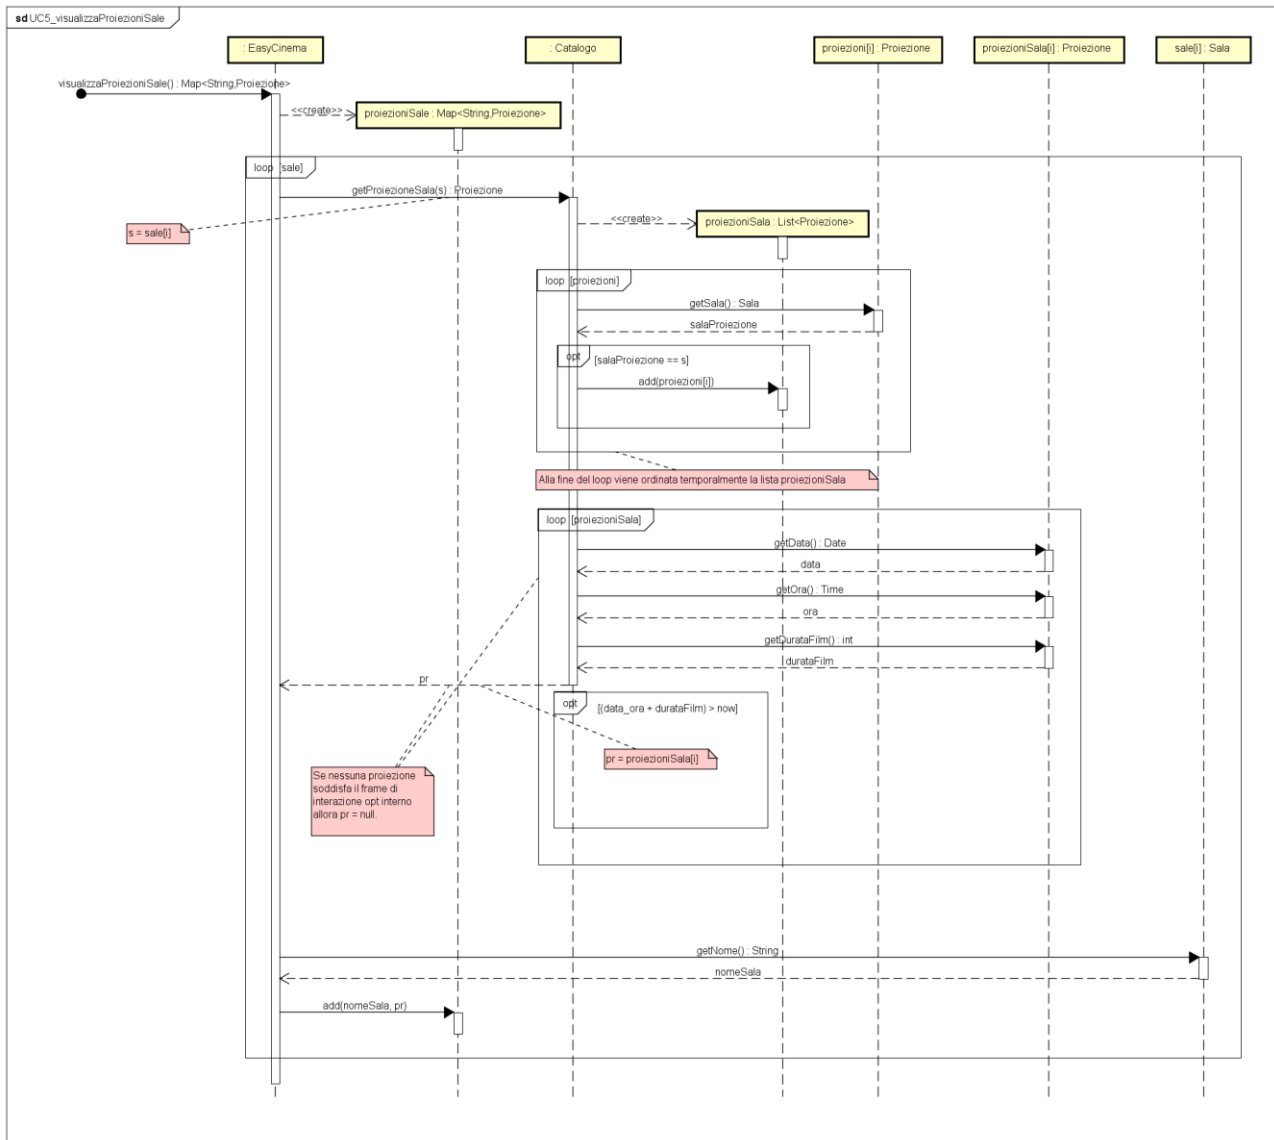 sd UC5_visualizzaProiezioniSale
: EasyCinema
: Catalogo
proiezioni[i] : Proiezione
proiezioniSala[i] : Proiezione
sale[i] : Sala
visualizzaProiezioniSale() : Map<String,Proiezione>
<<create>>
proiezioniSale : Map<String,Proiezione>
loop [sale]
getProiezioneSala(s) : Proiezione
<<create>>
proiezioniSala : List<Proiezione>
s = sale[i]
loop [proiezioni]
getSala() : Sala
salaProiezione
opt [salaProiezione == s]
add(proiezioni[i])
Alla fine del loop viene ordinata temporalmente la lista proiezioniSala
loop [proiezioniSala]
getData() : Date
data
getOra() : Time
ora
getDurataFilm() : int
durataFilm
pr
opt [(data_ora + durataFilm) > now]
pr = proiezioniSala[i]
Se nessuna proiezione
soddisfa il frame di
interazione opt interno
allora pr = null.
getNome() : String
nomeSala
add(nomeSala, pr)